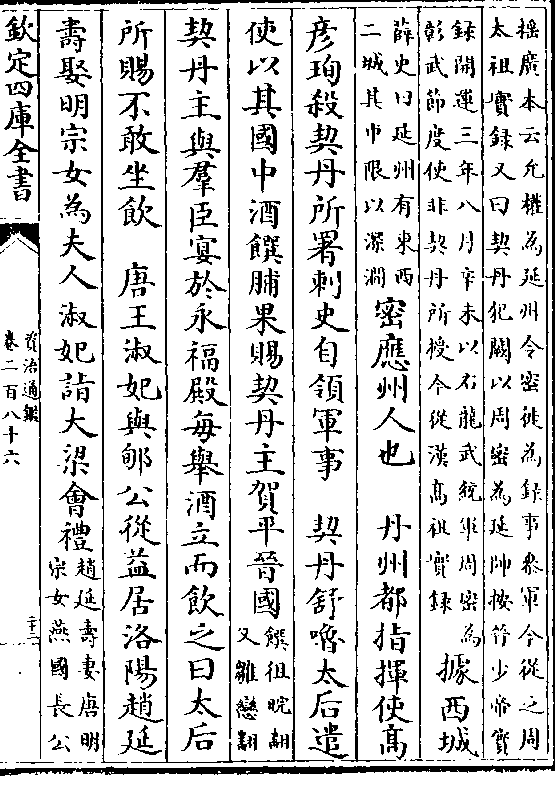 摇廣本云允權為延州令密徙為録事參軍今從之周
太祖實録又曰契丹犯闕以周密為延帥按晉少帝實
録開運三年八月辛未以右龍武統軍周密為
彰武節度使非契丹所授今從漢高祖實録
據西城
薛史曰延州有東西
二城其中限以深澗
密應州人也　丹州都指揮使髙
彦珣殺契丹所署刺史自領軍事　契丹舒嚕太后遣
使以其國中酒饌脯果賜契丹主賀平晉國
饌徂晥翻
又雛戀翻
契丹主與羣臣宴於永福殿每舉酒立而飲之曰太后
所賜不敢坐飲　唐王淑妃與郇公從益居洛陽趙延
壽娶明宗女為夫人淑妃詣大梁會禮
趙延壽妻唐明
宗女燕國長公
欽定四庫全書
資治通鑑
卷二百八十六